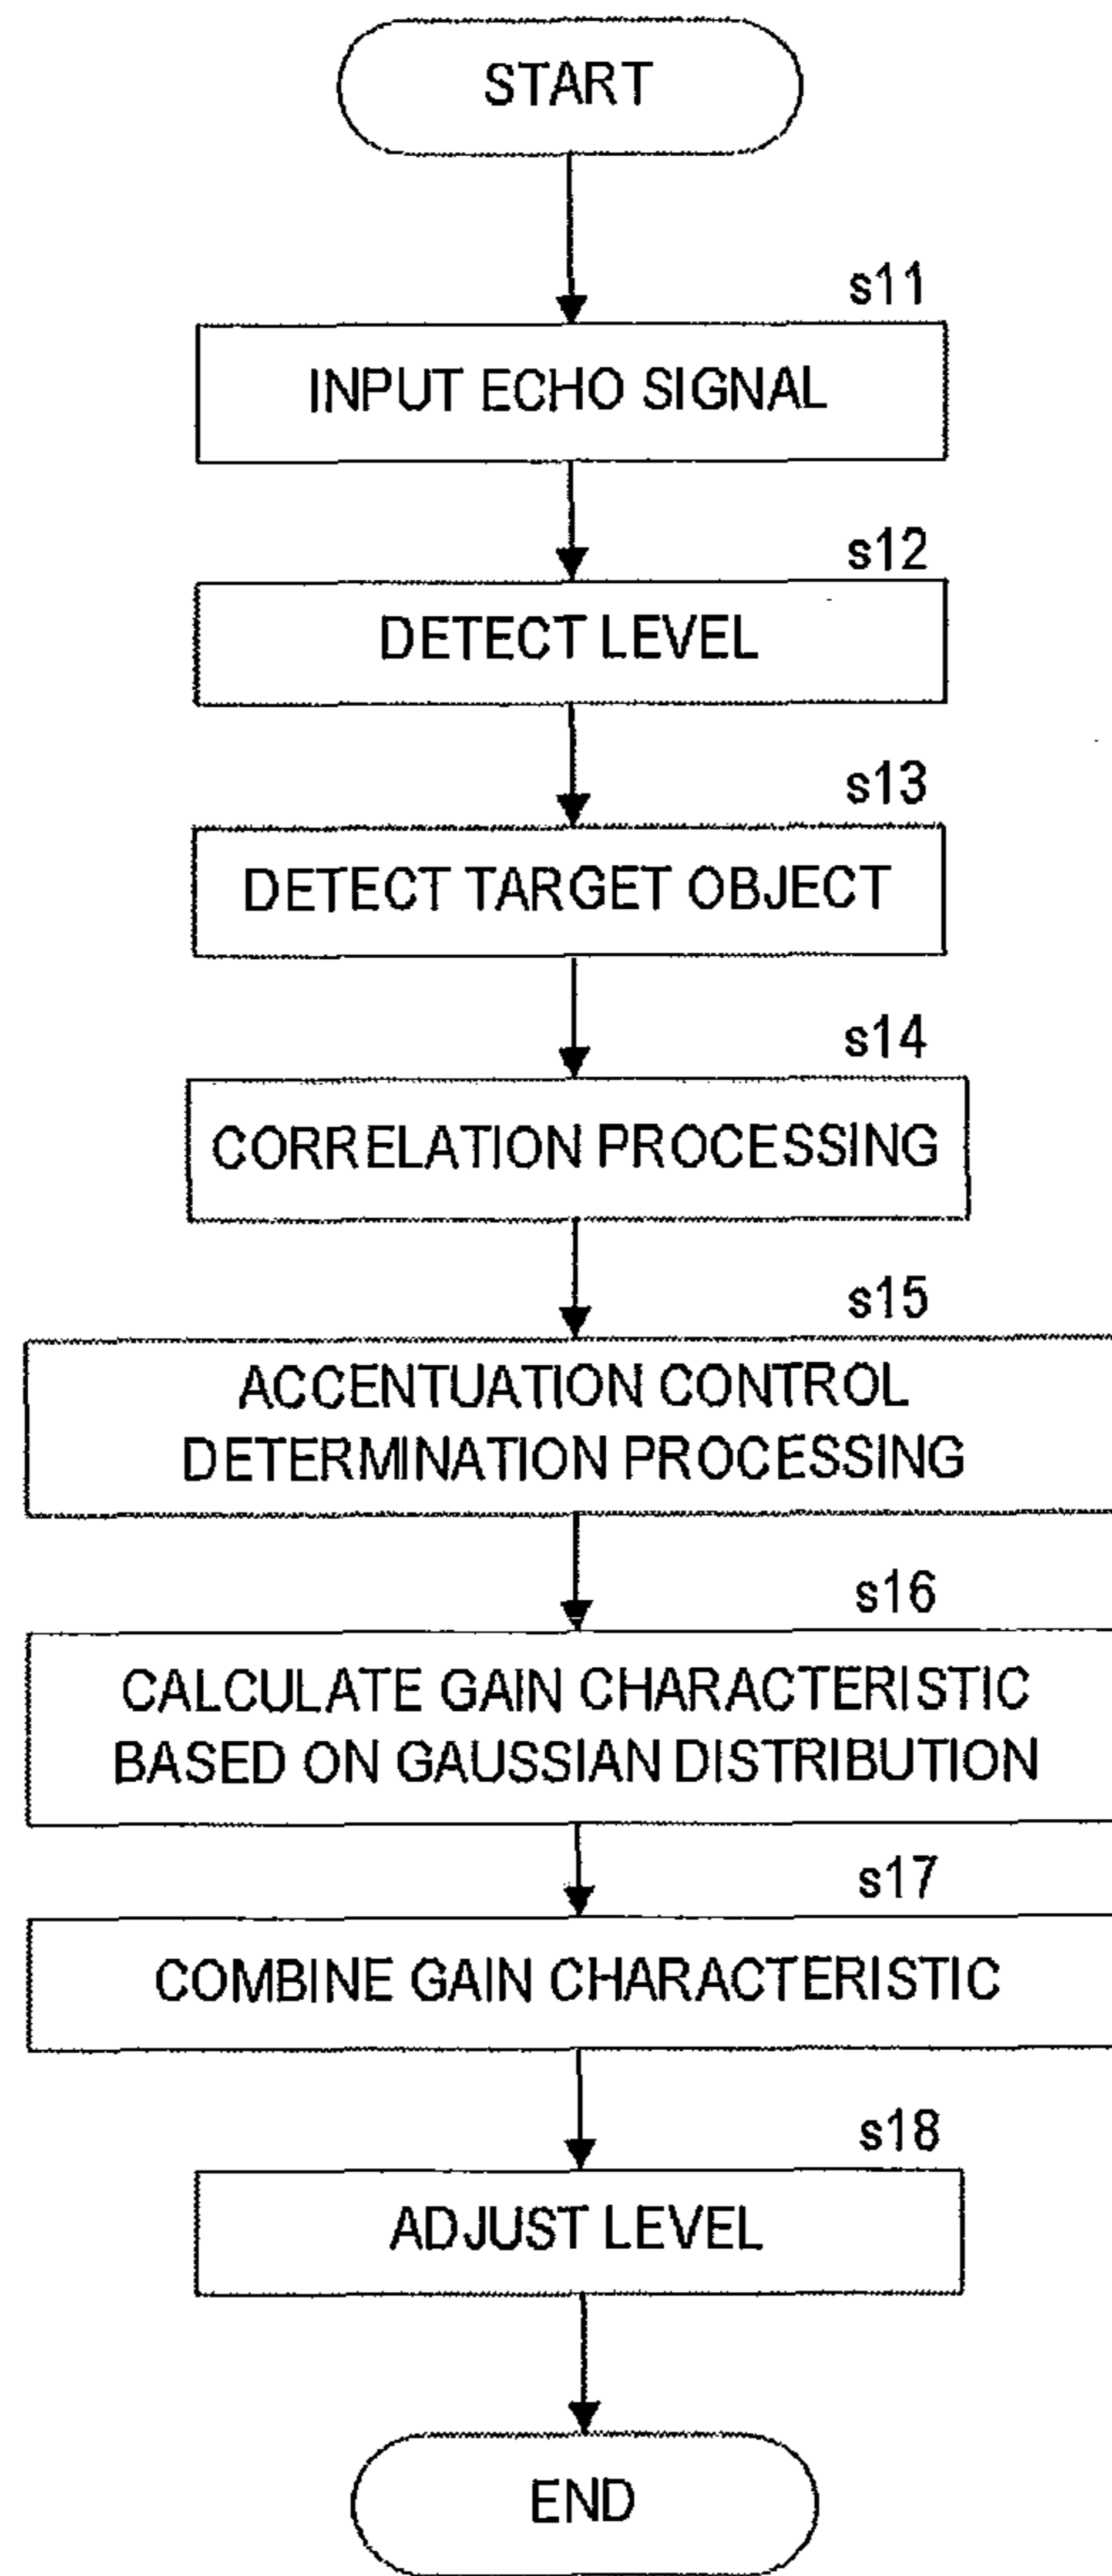 START
s11
INPUT ECHO SIGNAL
s12
DETECT LEVEL
s13
DETECT TARGET OBJECT
s14
CORRELATION PROCESSING
s15
ACCENTUATION CONTROL
DETERMINATION PROCESSING
s16
CALCULATE GAIN CHARACTERISTIC
BASED ON GAUSSIAN DISTRIBUTION
s17
COMBINE GAIN CHARACTERISTIC
s18
ADJUST LEVEL
END